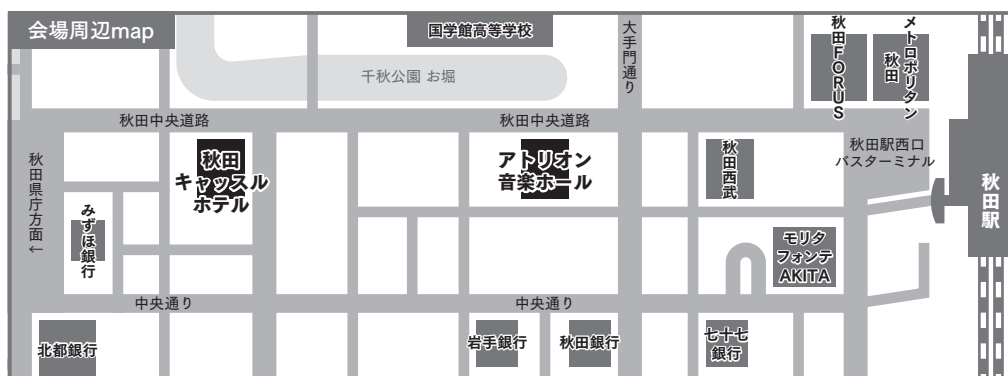 会場周辺map
国学館高等学校
大手門通り
秋田FORUS
メトロポリタン
秋田
千秋公園 お堀
秋田中央道路
秋田中央道路
秋田駅西口
バスターミナル
秋田県庁方面←
秋田
キャッスル
ホテル
アトリオン
音楽ホール
秋田西武
秋田駅
みずほ銀行
モリタ
フォンテ
AKITA
中央通り
中央通り
北都銀行
岩手銀行
秋田銀行
七十七
銀行